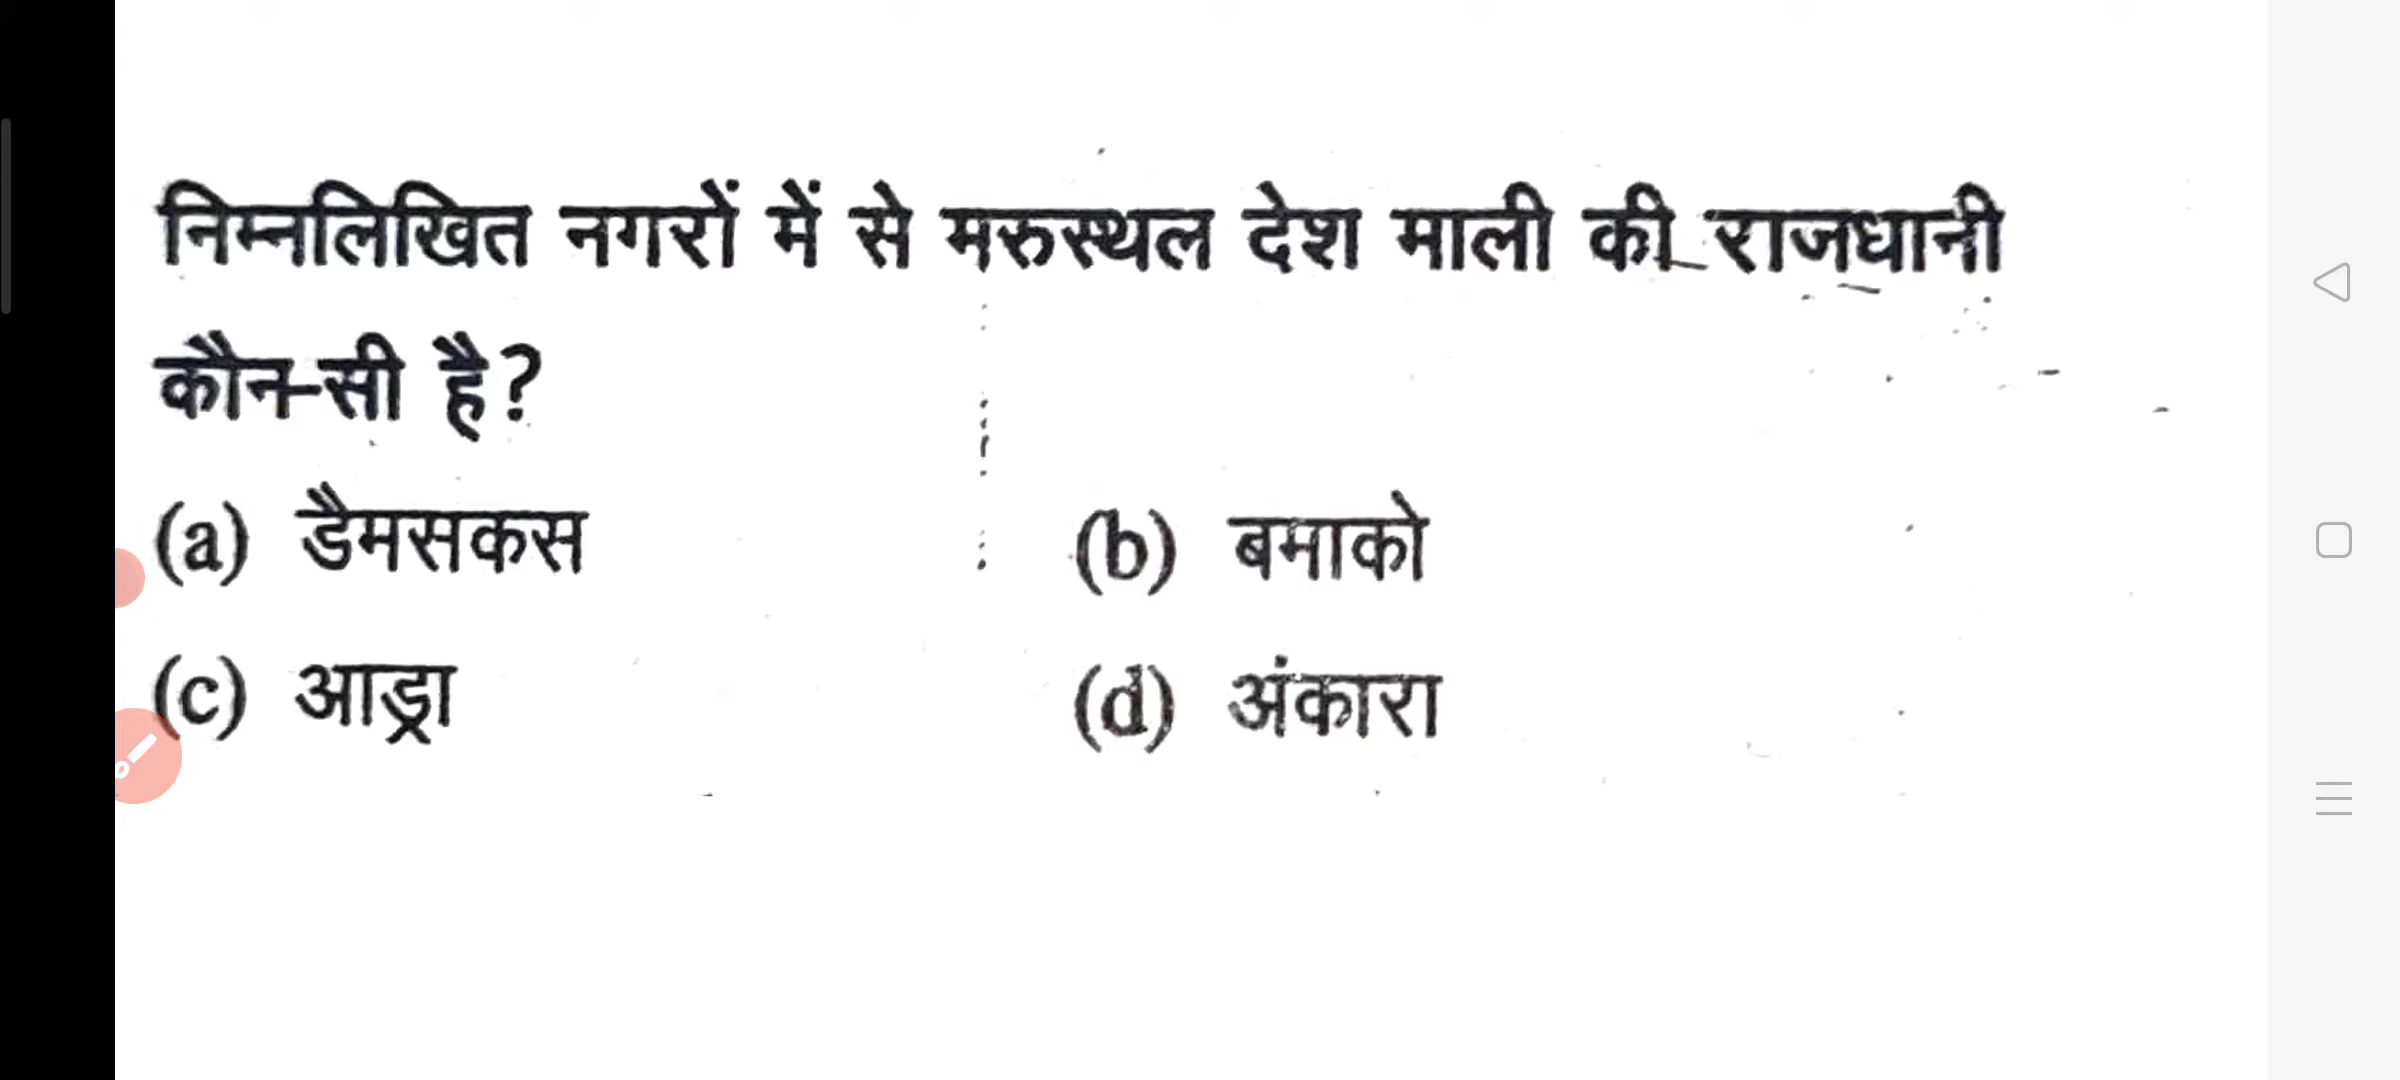 निम्नलिखित नगरों में से मरुस्थल देश माली की राजधानी
कौन-सी है?
(a) डैमसकस (b) बमाको
(c) आड्रा (d) अंकारा